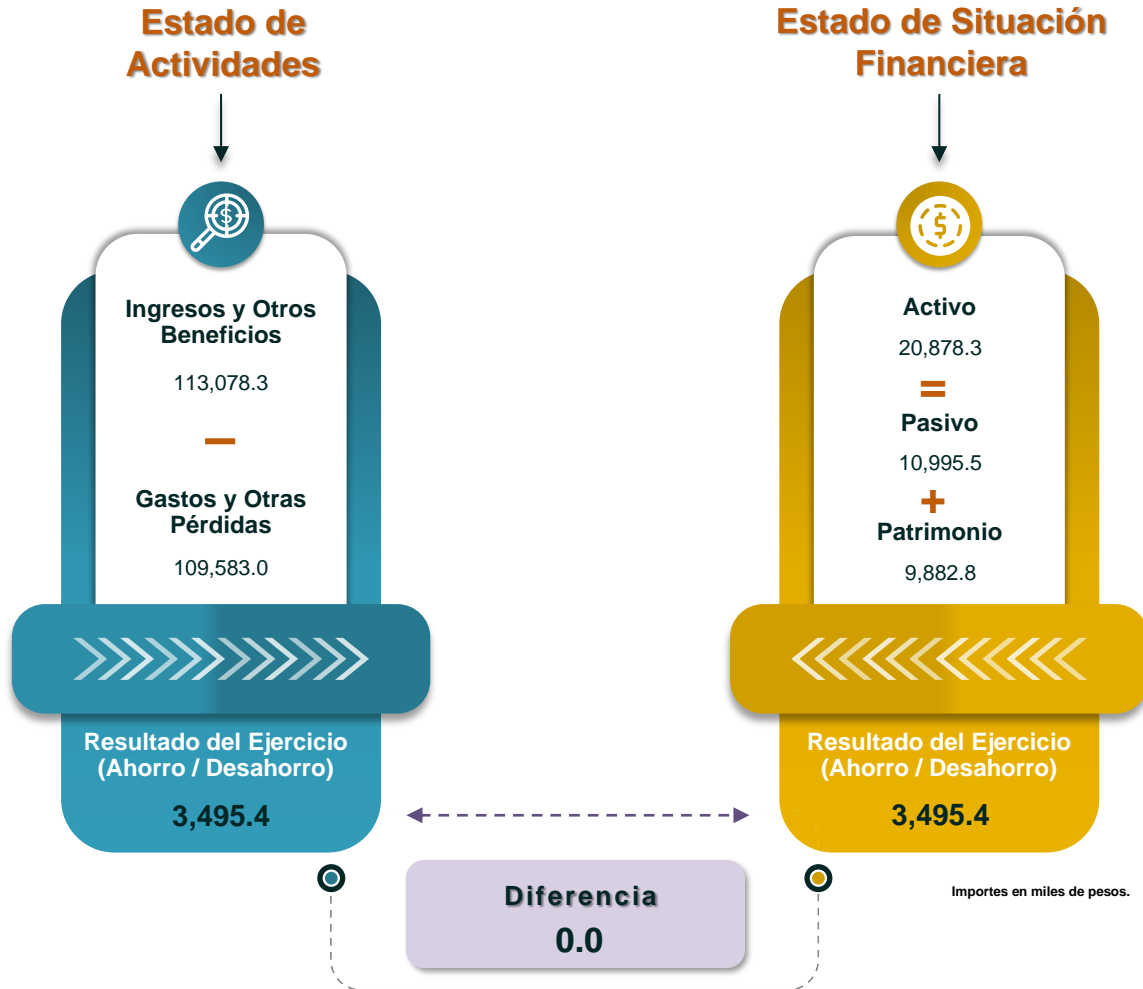 Estado de
Actividades
Ingresos y Otros
Beneficios
113,078.3
–
Gastos y Otras
Pérdidas
109,583.0
Resultado del Ejercicio
(Ahorro / Desahorro)
3,495.4
Estado de Situación
Financiera
Activo
20,878.3
=
Pasivo
10,995.5
+
Patrimonio
9,882.8
Resultado del Ejercicio
(Ahorro / Desahorro)
3,495.4
Diferencia
0.0
Importes en miles de pesos.